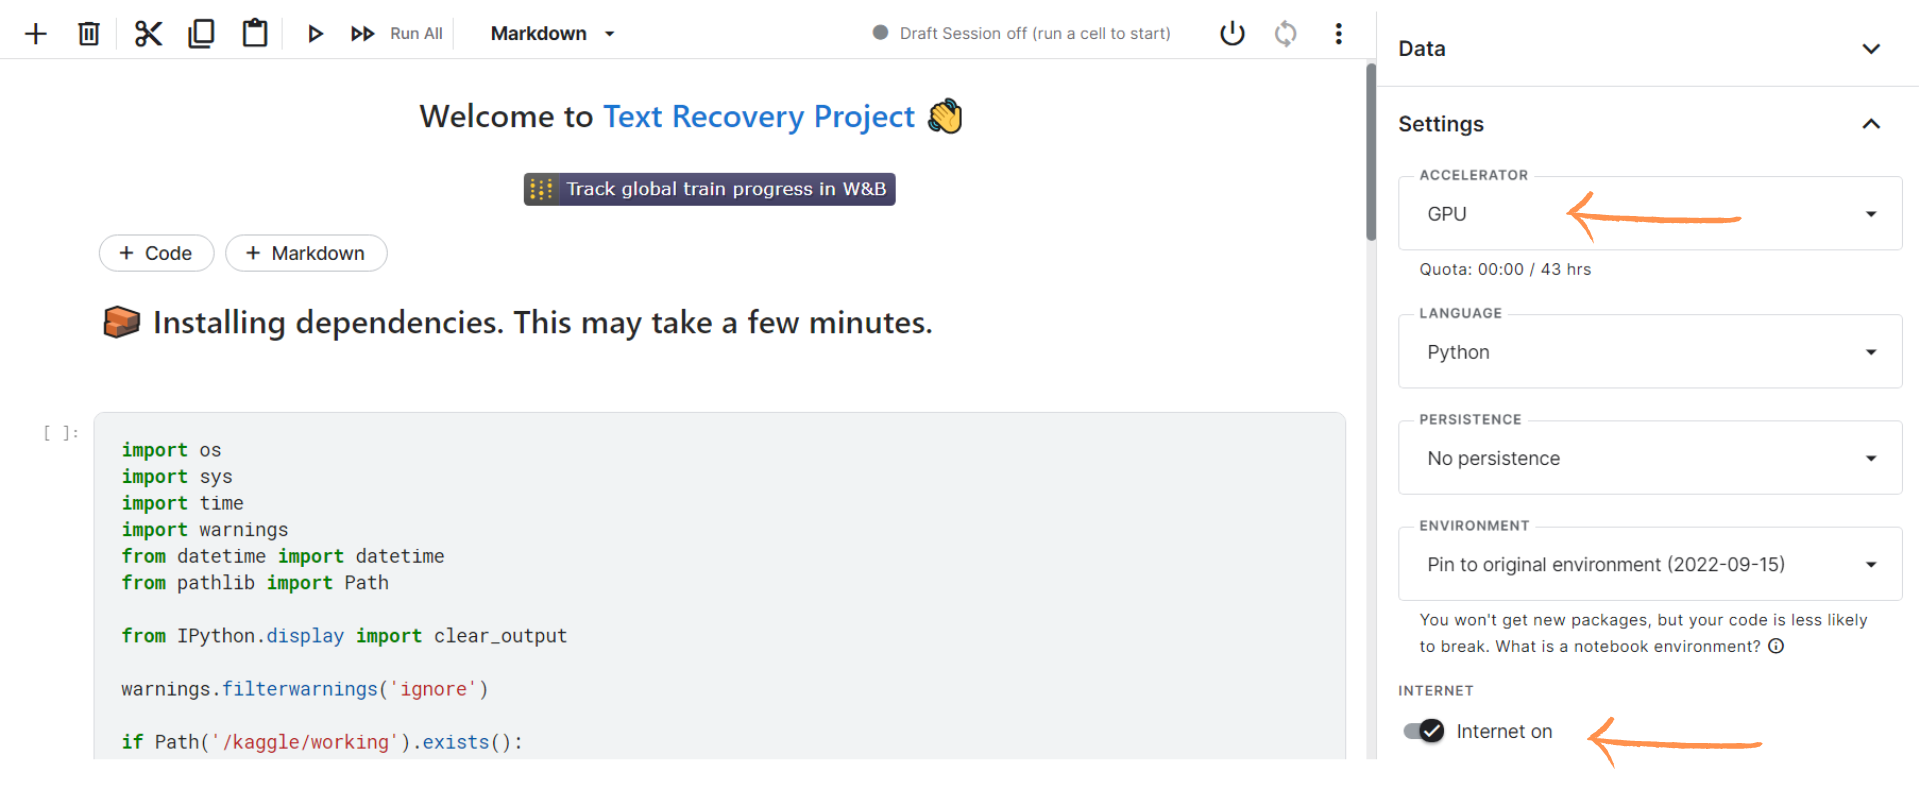 Run All
Markdown
Draft Session off (run a cell to start)
Welcome to Text Recovery Project
Track global train progress in W&B
+ Code
+ Markdown
Installing dependencies. This may take a few minutes.
[ ]:
import os
import sys
import time
import warnings
from datetime import datetime
from pathlib import Path
from IPython.display import clear_output
warnings.filterwarnings('ignore')
if Path('/kaggle/working').exists():
Data
Settings
ACCELERATOR
GPU
Quota: 00:00 / 43 hrs
LANGUAGE
Python
PERSISTENCE
No persistence
ENVIRONMENT
Pin to original environment (2022-09-15)
You won't get new packages, but your code is less likely
to break. What is a notebook environment?
INTERNET
Internet on